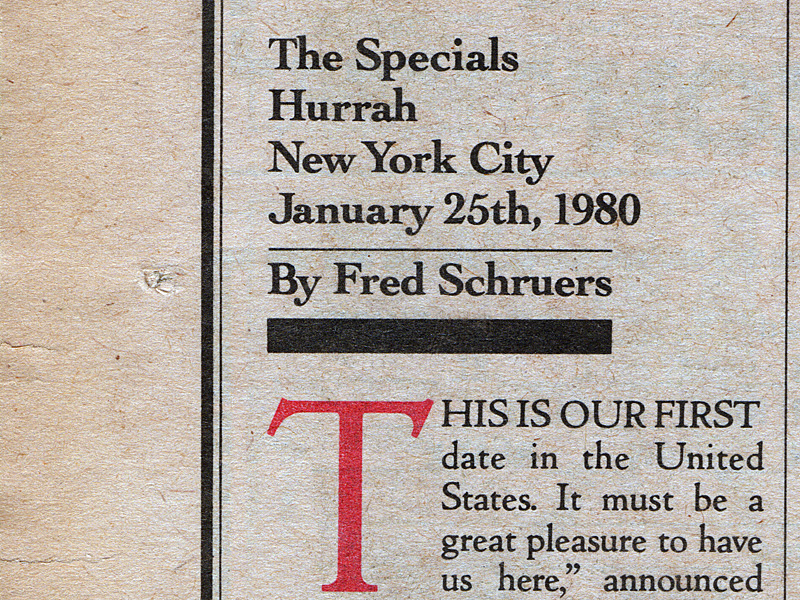 The Specials
Hurrah
New York City
January 25th, 1980
By Fred Schruers
THIS IS OUR FIRST
date in the United
States. It must be a
great pleasure to have
us here,” announced